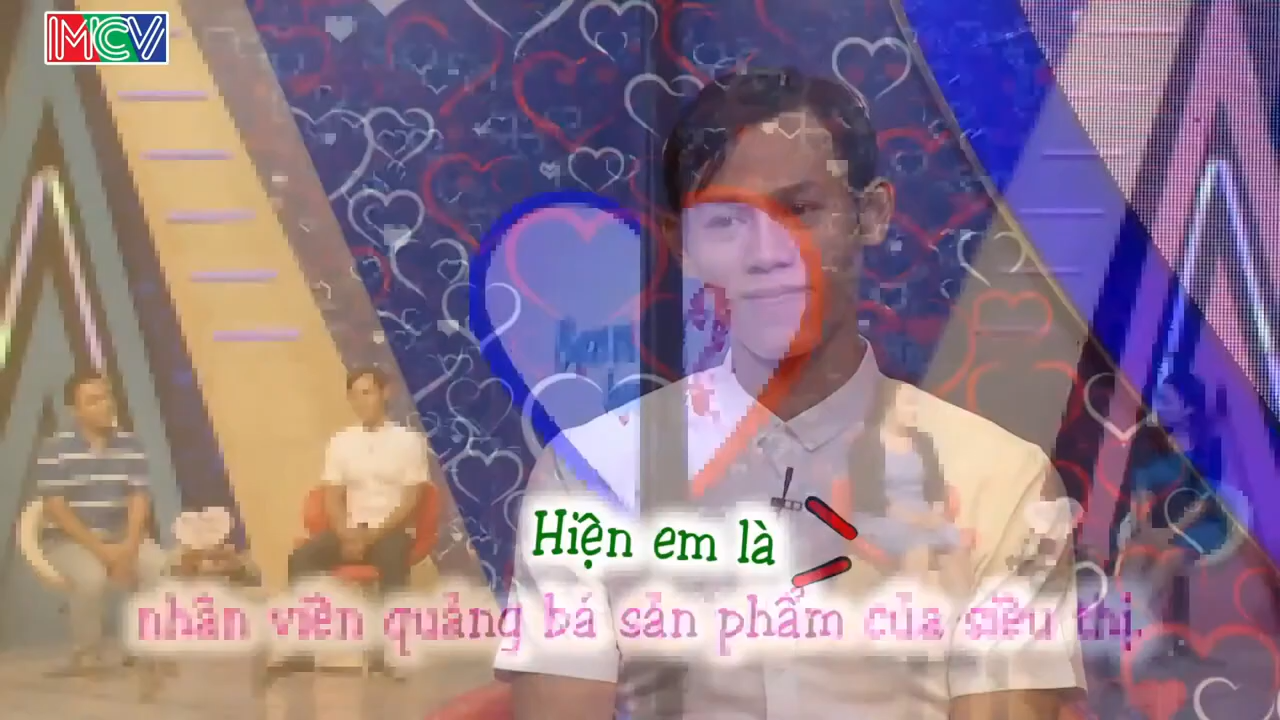 MCV
Hiện em là
nhân viên quảng bá sản phẩm của siêu thị.